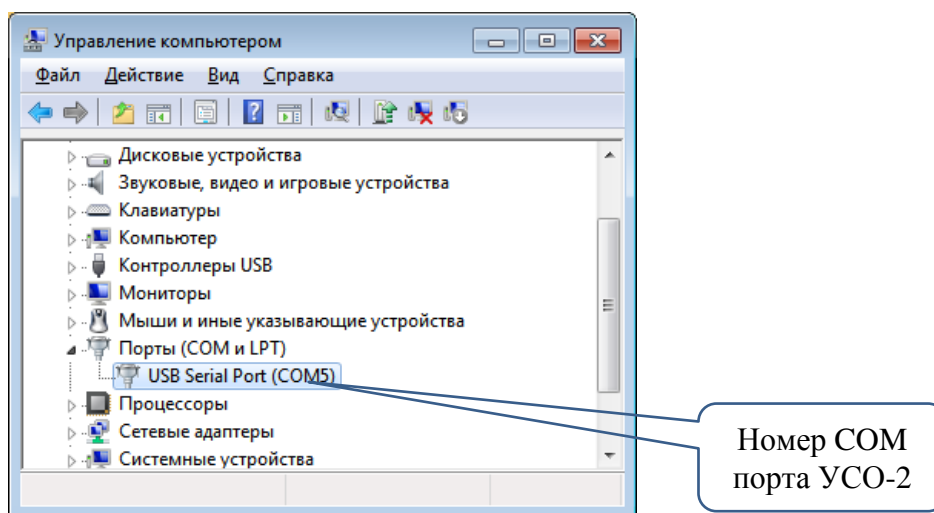 Управление компьютером
Файл Действие Вид Справка
Дисковые устройства
Звуковые, видео и игровые устройства
Клавиатуры
Компьютер
Контроллеры USB
Мониторы
Мыши и иные указывающие устройства
Порты (COM и LPT)
USB Serial Port (COM5)
Процессоры
Сетевые адаптеры
Системные устройства
Номер COM
порта УСО-2